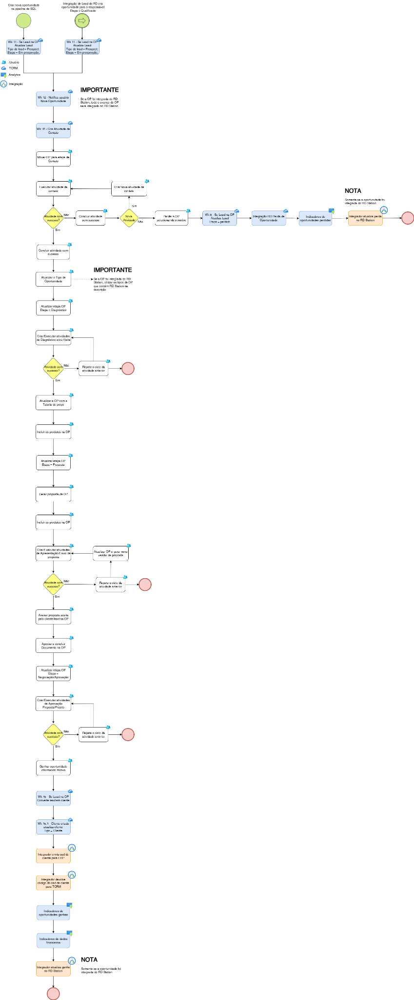 Criar nova oportunidade
na pipeline de SQL
Integração de Lead do RD cria
oportunidade para o responsável
Etapa = Qualificado
Wk 11 - Se Lead na OP
Atualiza Lead
Tipo de lead = Prospect;
Etapa = Em prospecção;
Wk 11 - Se Lead na OP
Atualiza Lead
Tipo de lead = Prospect;
Etapa = Em prospecção;
Usuário
TCRM
Analytics
Integração
Wk 12 - Notifica usuário
Nova Oportunidade
IMPORTANTE
Se a OP foi integrada do RD
Station, todo o avanço de OP
será integrado no RD Station
Wk 12 - Cria Atividade de
Contato
Mover OP para etapa de
Contato
Executar atividade de
contato
Criar nova atividade de
contato
NOTA
Somente se a oportunidade foi
integrada do RD Station
Sim
Atividade com
sucesso?
Não
Concluir atividade
sem sucesso
Nova
Atividade
Não
Perder a OP
selecionando o motivo
Wk 8 - Se Lead na OP
Atualiza Lead
Etapa = perdido
Integração RD Perda de
Oportunidade
Indicadores de
oportunidades perdidas
Integrador atualiza perda
no RD Station
Sim
Concluir atividade com
sucesso
Atualizar o Tipo de
Oportunidade
IMPORTANTE
Se a OP foi integrada do RD
Station, utilizar os tipos de OP
que contém RD Station na
descrição
Atualizar etapa OP
Etapa = Diagnóstico
Criar/Executar atividades
de Diagnóstico e/ou Visita
Atividade com
sucesso?
Não
Repete o ciclo da
atividade anterior
Sim
Atualizar a OP com a
Tabela de preço
Incluir os produtos na OP
Atualizar etapa OP
Etapa = Proposta
Gerar proposta da OP
Incluir os produtos na OP
Criar/Executar atividades
de Apresentação/Envio de
proposta
Atualizar OP e gerar nova
versão de proposta
Atividade com
sucesso?
Não
Repete o ciclo da
atividade anterior
Sim
Anexar proposta aceita
pelo cliente/lead na OP
Aprovar e concluir
Documento na OP
Atualizar etapa OP
Etapa =
Negociação/Aprovação
Criar/Executar atividades
de Aprovação
Proposta/Projeto
Atividade com
sucesso?
Não
Repete o ciclo da
atividade anterior
Sim
Ganhar oportunidade
informando motivo
Wk 15 - Se Lead na OP
Converte lead em cliente
Wk 15.1 - Cliente criado
atualiza cliente
Tipo = Cliente
Integrador envia cad de
cliente para ERP
Integrador devolve
código do cad de cliente
para TCRM
Indicadores de
oportunidades ganhas
Indicadores de dados
financeiros
Integrador atualiza ganho
no RD Station
NOTA
Somente se a oportunidade foi
integrada do RD Station